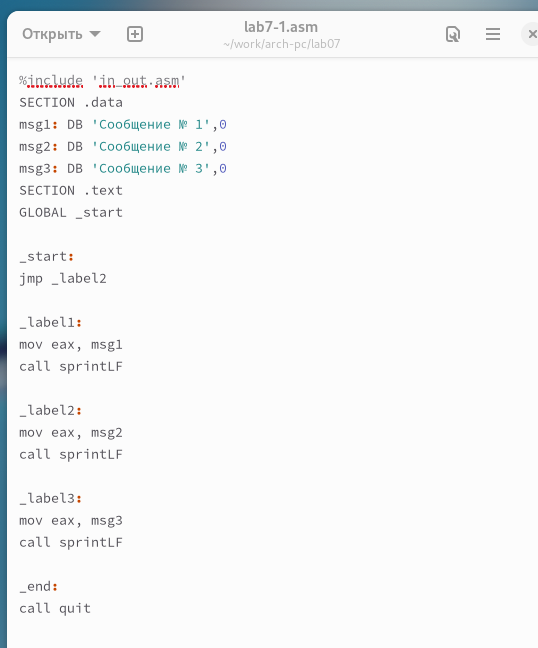 Открыть
lab7-1.asm
~/work/arch-pc/lab07
%include 'in_out.asm'
SECTION .data
msg1: DB 'Сообщение № 1',0
msg2: DB 'Сообщение № 2',0
msg3: DB 'Сообщение № 3',0
SECTION .text
GLOBAL _start
_start:
jmp _label2
_label1:
mov eax, msg1
call sprintLF
_label2:
mov eax, msg2
call sprintLF
_label3:
mov eax, msg3
call sprintLF
_end:
call quit